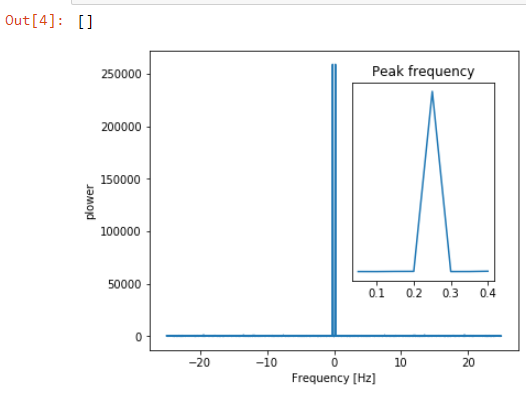 Out[4]: []
250000
200000
150000
100000
50000
0
plower
−20 −10 0 10 20
Frequency [Hz]
Peak frequency
0.1 0.2 0.3 0.4